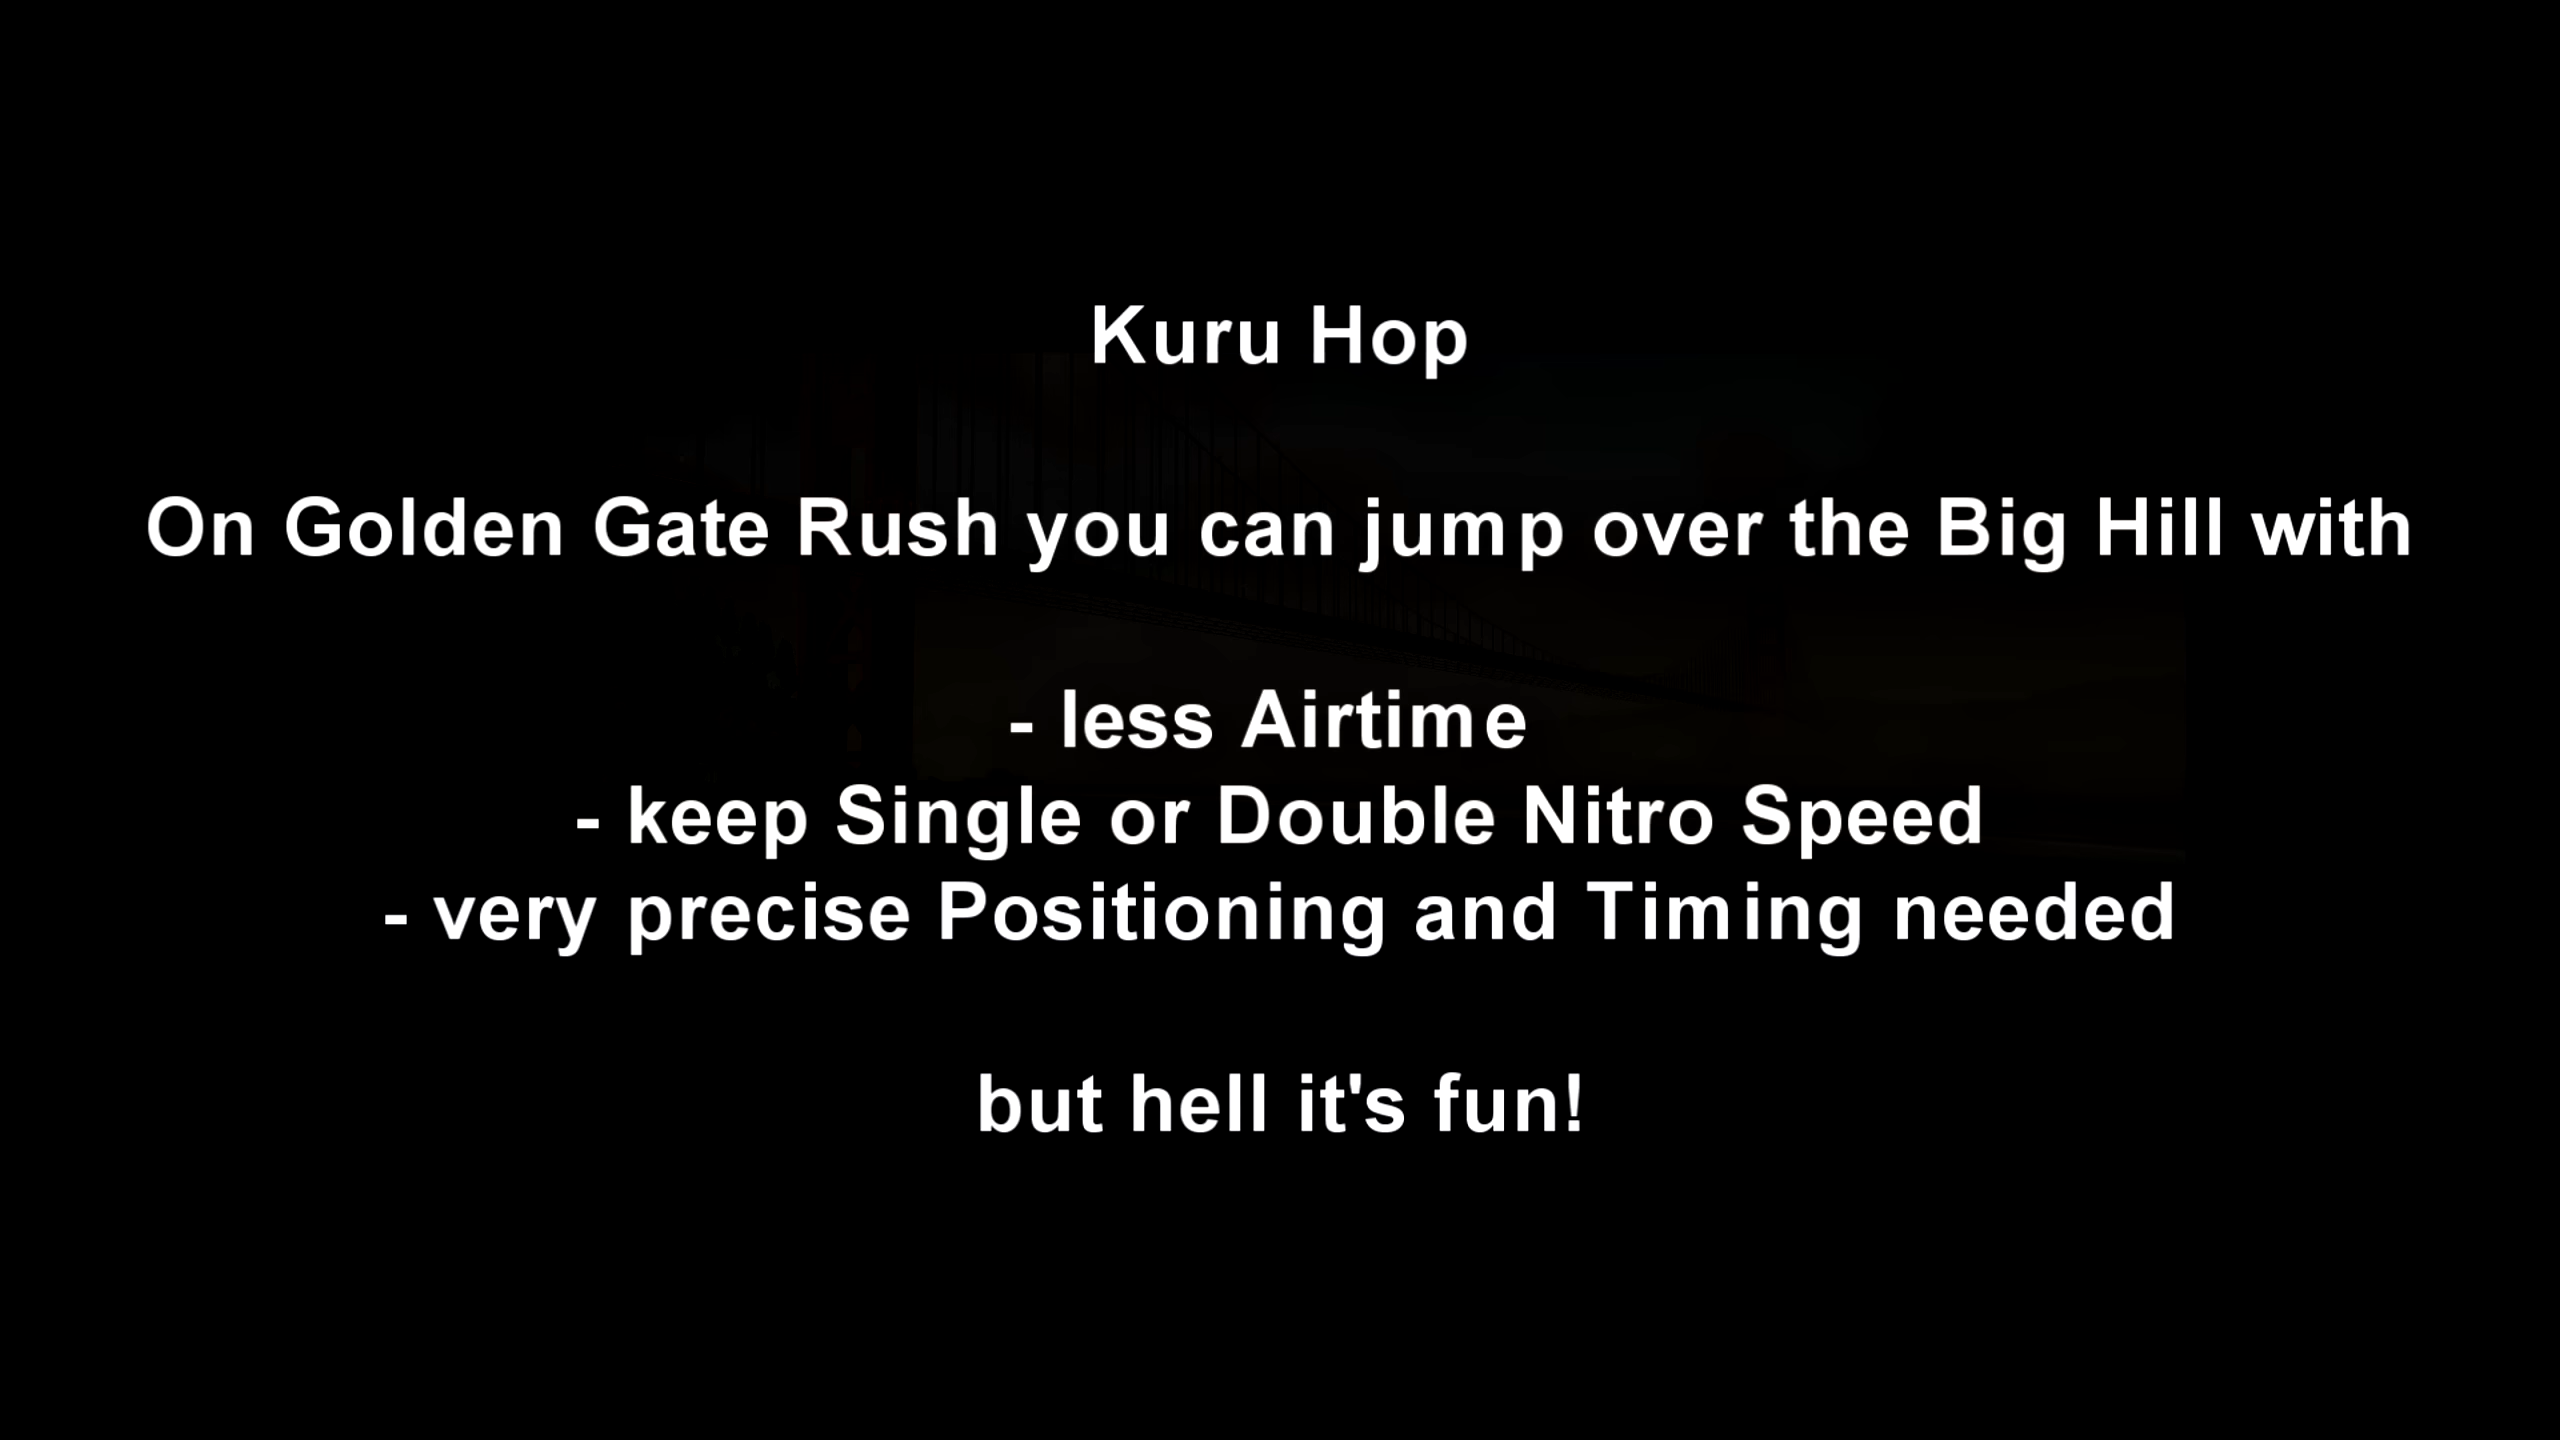 Kuru Hop
On Golden Gate Rush you can jump over the Big Hill with
- less Airtime
- keep Single or Double Nitro Speed
- very precise Positioning and Timing needed
but hell it's fun!